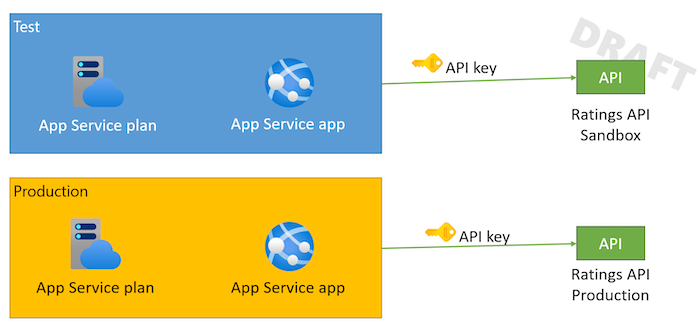 Test
App Service plan
App Service app
API key
DRAFT
API
Ratings API
Sandbox
Production
App Service plan
App Service app
API key
API
Ratings API
Production